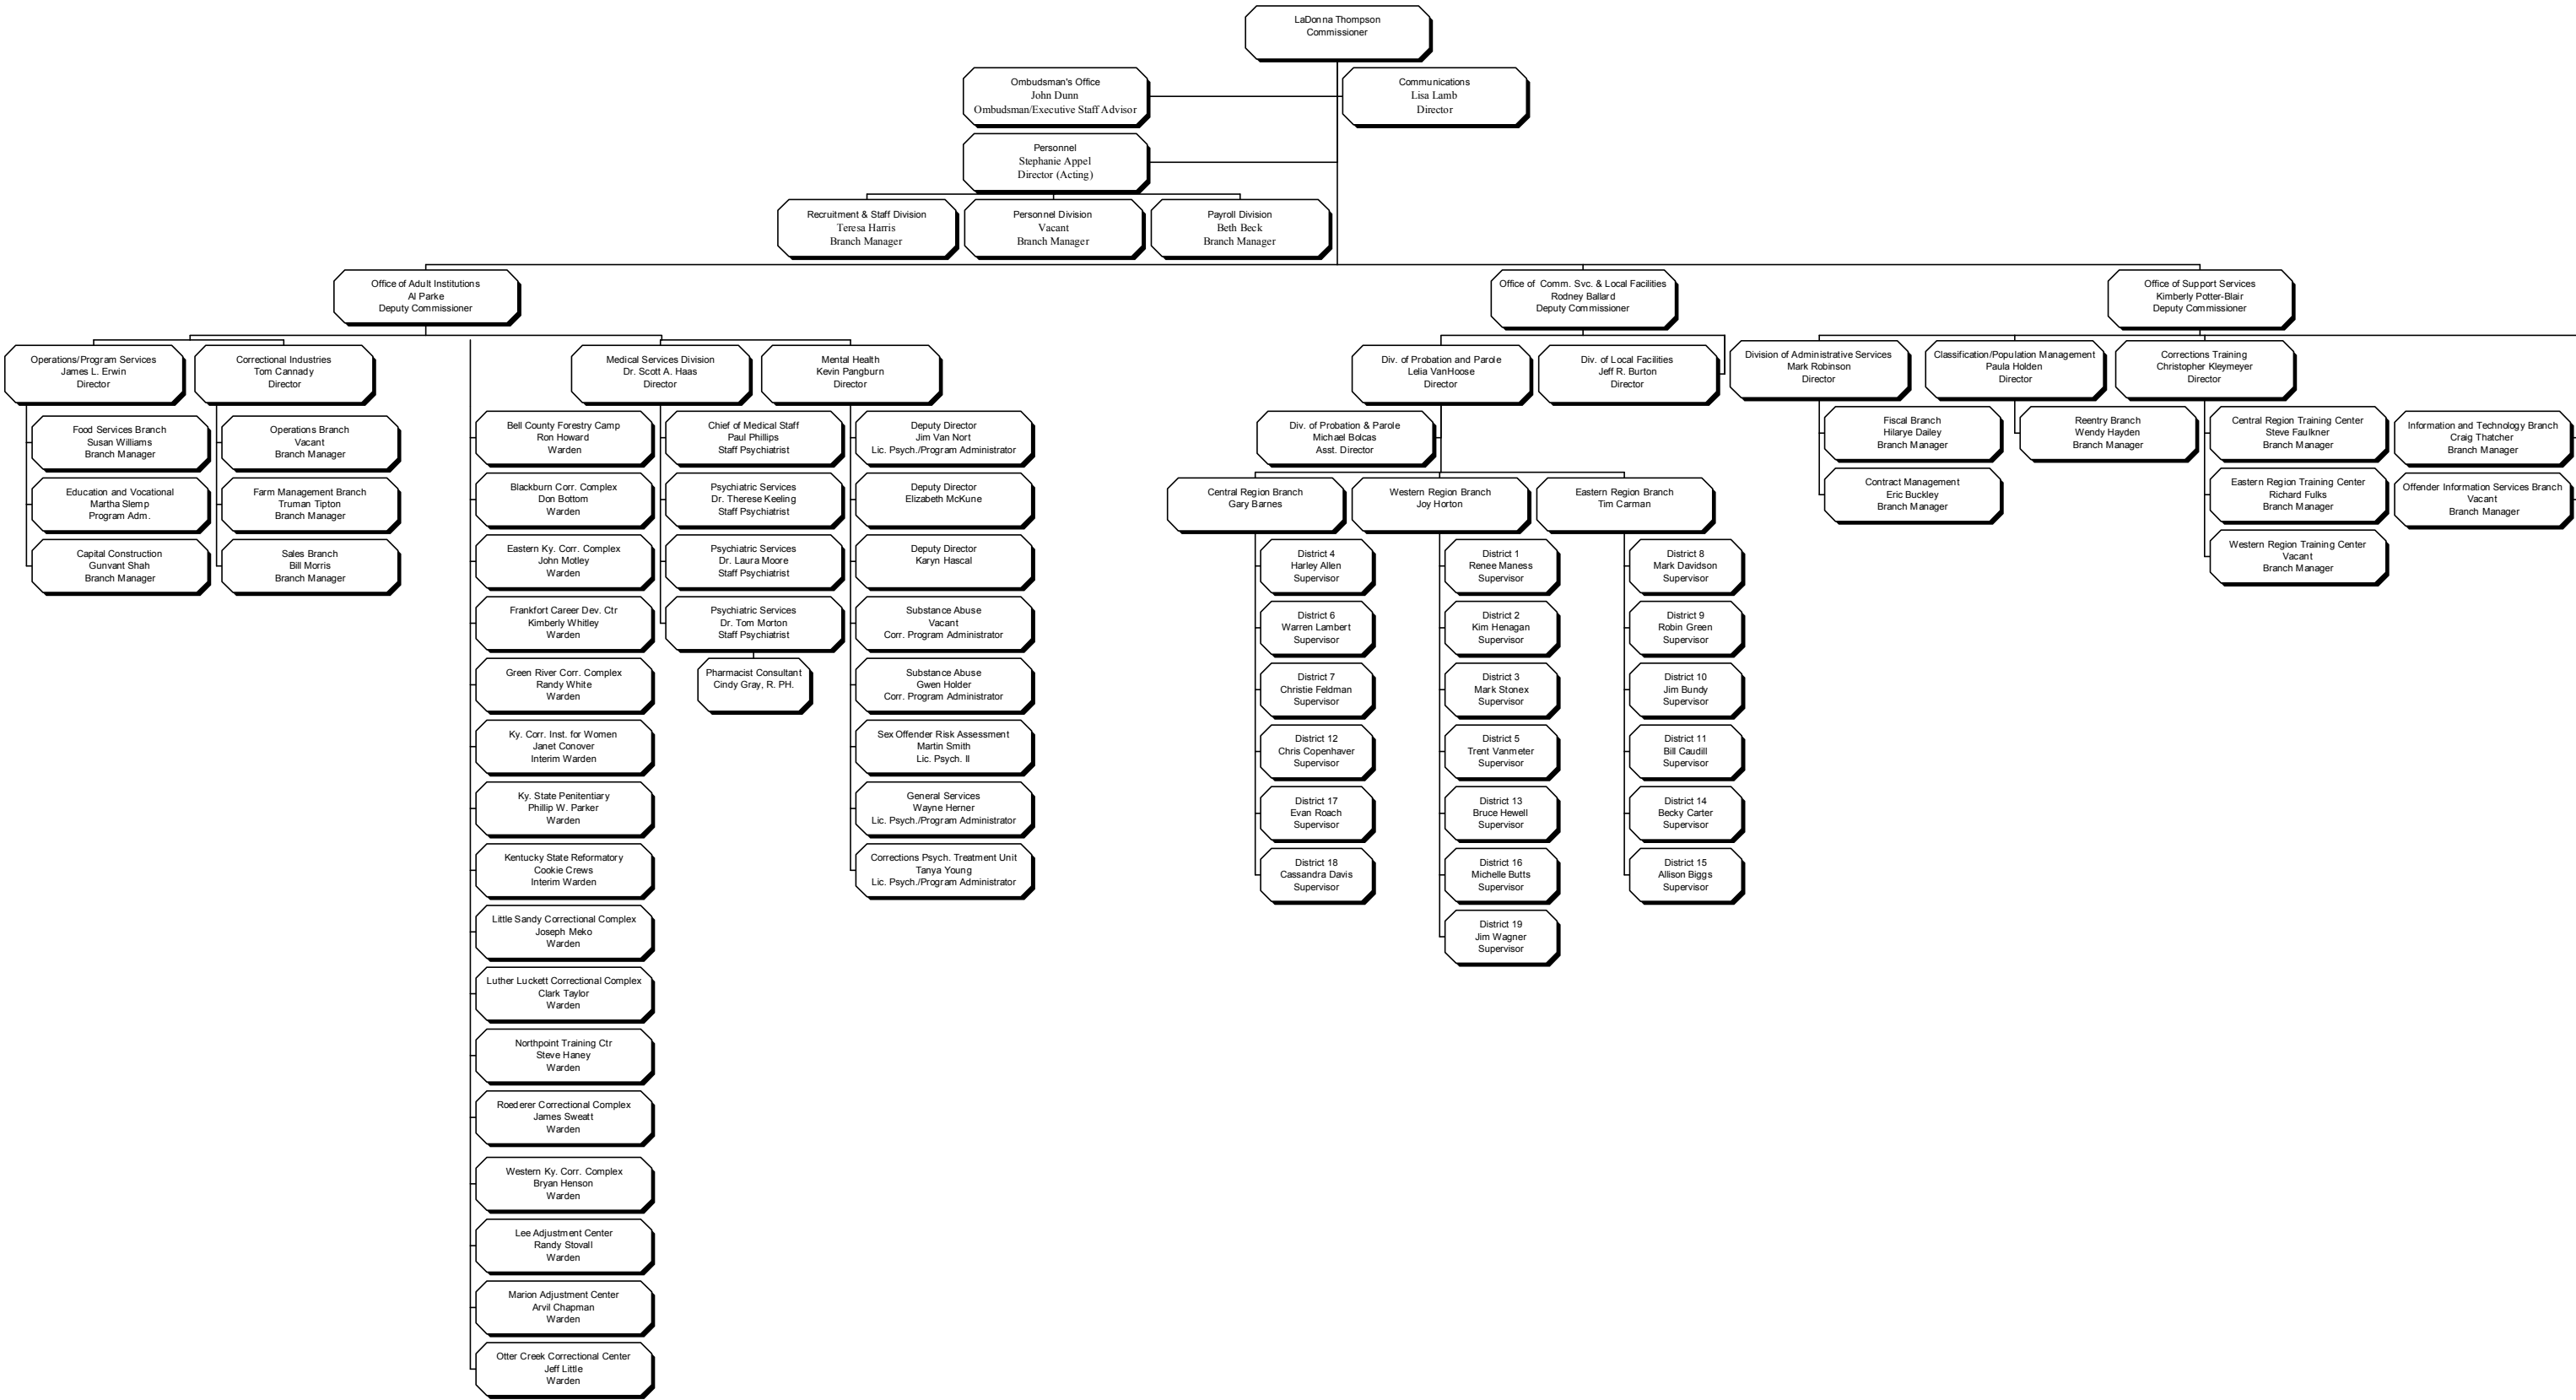 LaDonna Thompson
Commissioner
Ombudsman's Office
John Dunn
Ombudsman/Executive Staff Advisor
Communications
Lisa Lamb
Director
Personnel
Stephanie Appel
Director (Acting)
Recruitment & Staff Division
Teresa Harris
Branch Manager
Personnel Division
Vacant
Branch Manager
Payroll Division
Beth Beck
Branch Manager
Office of Adult Institutions
Al Parke
Deputy Commissioner
Office of Comm. Svc. & Local Facilities
Rodney Ballard
Deputy Commissioner
Office of Support Services
Kimberly Potter-Blair
Deputy Commissioner
Operations/Program Services
James L. Erwin
Director
Correctional Industries
Tom Cannady
Director
Medical Services Division
Dr. Scott A. Haas
Director
Mental Health
Kevin Pangburn
Director
Div. of Probation and Parole
Lelia VanHoose
Director
Div. of Local Facilities
Jeff R. Burton
Director
Division of Administrative Services
Mark Robinson
Director
Classification/Population Management
Paula Holden
Director
Corrections Training
Christopher Kleymeyer
Director
Food Services Branch
Susan Williams
Branch Manager
Education and Vocational
Martha Slemp
Program Adm.
Capital Construction
Gunvant Shah
Branch Manager
Operations Branch
Vacant
Branch Manager
Farm Management Branch
Truman Tipton
Branch Manager
Sales Branch
Bill Morris
Branch Manager
Bell County Forestry Camp
Ron Howard
Warden
Blackburn Corr. Complex
Don Bottom
Warden
Eastern Ky. Corr. Complex
John Motley
Warden
Frankfort Career Dev. Ctr
Kimberly Whitley
Warden
Green River Corr. Complex
Randy White
Warden
Ky. Corr. Inst. for Women
Janet Conover
Interim Warden
Ky. State Penitentiary
Phillip W. Parker
Warden
Kentucky State Reformatory
Cookie Crews
Interim Warden
Little Sandy Correctional Complex
Joseph Meko
Warden
Luther Luckett Correctional Complex
Clark Taylor
Warden
Northpoint Training Ctr
Steve Haney
Warden
Roederer Correctional Complex
James Sweatt
Warden
Western Ky. Corr. Complex
Bryan Henson
Warden
Lee Adjustment Center
Randy Stovall
Warden
Marion Adjustment Center
Arvil Chapman
Warden
Otter Creek Correctional Center
Jeff Little
Warden
Chief of Medical Staff
Paul Phillips
Staff Psychiatrist
Psychiatric Services
Dr. Therese Keeling
Staff Psychiatrist
Psychiatric Services
Dr. Laura Moore
Staff Psychiatrist
Psychiatric Services
Dr. Tom Morton
Staff Psychiatrist
Pharmacist Consultant
Cindy Gray, R. PH.
Deputy Director
Jim Van Nort
Lic. Psych./Program Administrator
Deputy Director
Elizabeth McKune
Deputy Director
Karyn Hascal
Substance Abuse
Vacant
Corr. Program Administrator
Substance Abuse
Gwen Holder
Corr. Program Administrator
Sex Offender Risk Assessment
Martin Smith
Lic. Psych. II
General Services
Wayne Herner
Lic. Psych./Program Administrator
Corrections Psych. Treatment Unit
Tanya Young
Lic. Psych./Program Administrator
Div. of Probation & Parole
Michael Bolcas
Asst. Director
Central Region Branch
Gary Barnes
Western Region Branch
Joy Horton
Eastern Region Branch
Tim Carman
District 4
Harley Allen
Supervisor
District 6
Warren Lambert
Supervisor
District 7
Christie Feldman
Supervisor
District 12
Chris Copenhaver
Supervisor
District 17
Evan Roach
Supervisor
District 18
Cassandra Davis
Supervisor
District 1
Renee Maness
Supervisor
District 2
Kim Henagan
Supervisor
District 3
Mark Stonex
Supervisor
District 5
Trent Vanmeter
Supervisor
District 13
Bruce Hewell
Supervisor
District 16
Michelle Butts
Supervisor
District 19
Jim Wagner
Supervisor
District 8
Mark Davidson
Supervisor
District 9
Robin Green
Supervisor
District 10
Jim Bundy
Supervisor
District 11
Bill Caudill
Supervisor
District 14
Becky Carter
Supervisor
District 15
Allison Biggs
Supervisor
Fiscal Branch
Hilarye Dailey
Branch Manager
Contract Management
Eric Buckley
Branch Manager
Reentry Branch
Wendy Hayden
Branch Manager
Central Region Training Center
Steve Faulkner
Branch Manager
Eastern Region Training Center
Richard Fulks
Branch Manager
Western Region Training Center
Vacant
Branch Manager
Information and Technology Branch
Craig Thatcher
Branch Manager
Offender Information Services Branch
Vacant
Branch Manager